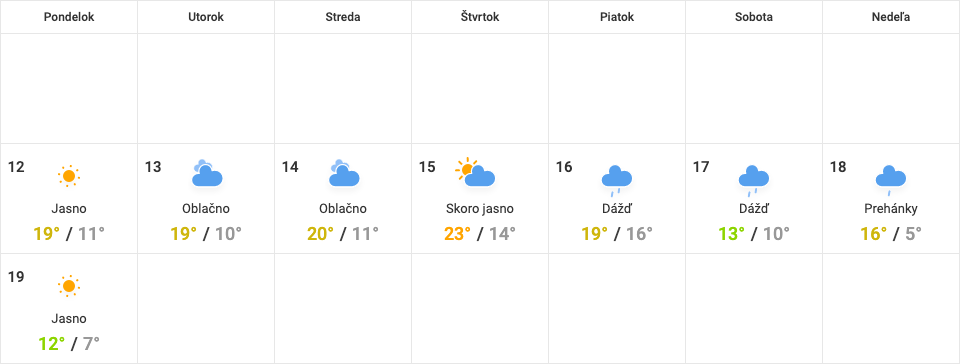 Pondelok Utorok Streda Štvrtok Piatok Sobota Nedeľa
12 13 14 15 16 17 18
Jasno Oblačno Oblačno Skoro jasno Dážď Dážď Prehánky
19° / 11° 19° / 10° 20° / 11° 23° / 14° 19° / 16° 13° / 10° 16° / 5°
19
Jasno
12° / 7°